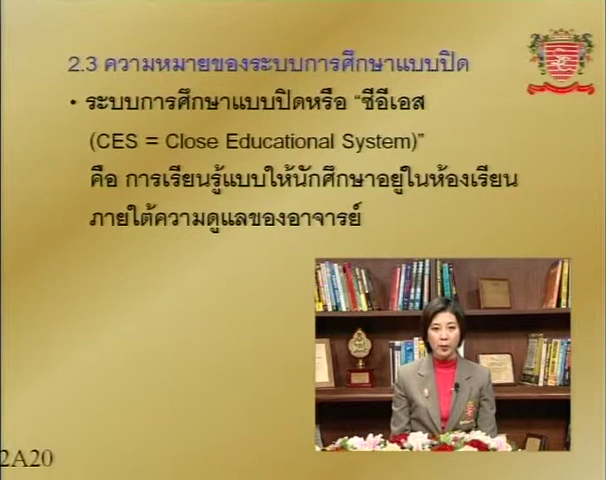 2.3 ความหมายของระบบการศึกษาแบบปิด
• ระบบการศึกษาแบบปิดหรือ “ซีอีเอส
(CES = Close Educational System)”
คือ การเรียนรู้แบบให้นักศึกษาอยู่ในห้องเรียน
ภายใต้ความดูแลของอาจารย์
2A20